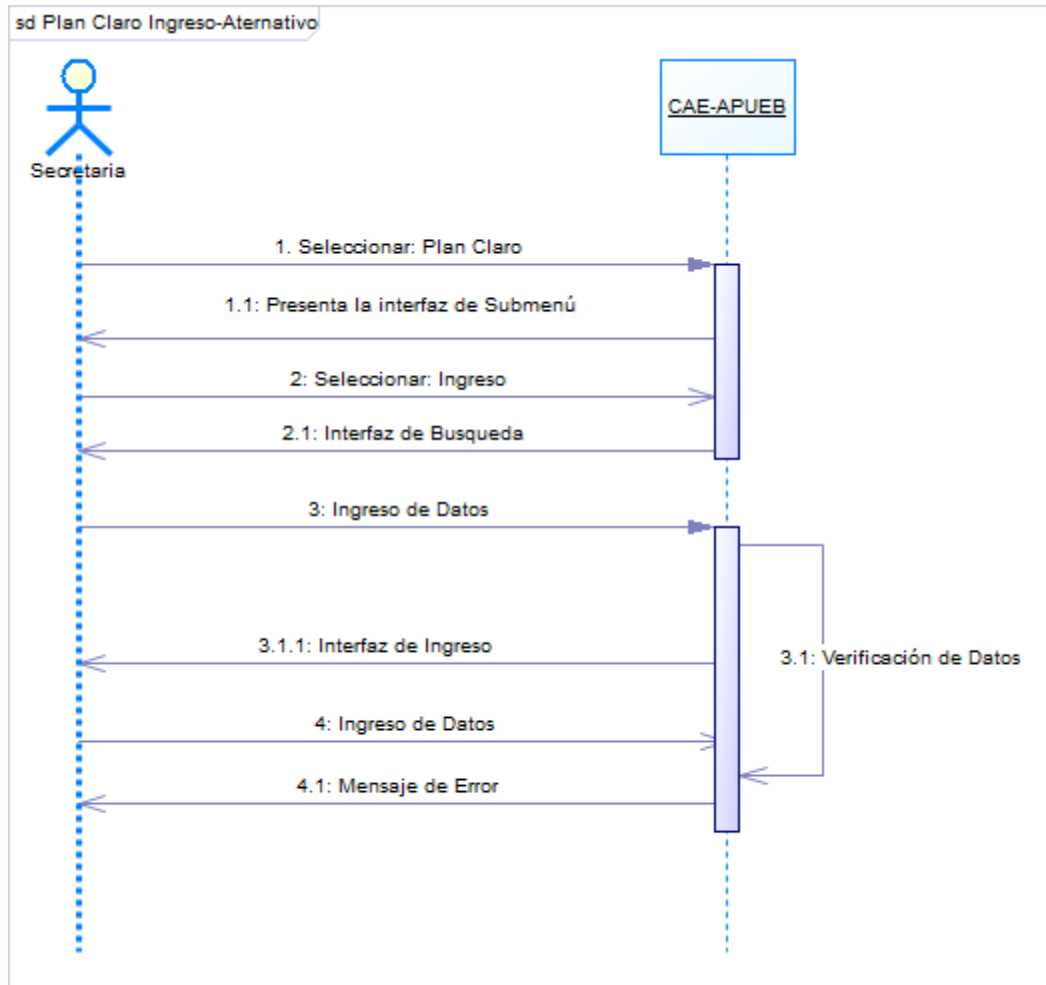 sd Plan Claro Ingreso-Aternativo
CAE-APUEB
Secretaria
1. Seleccionar: Plan Claro
1.1: Presenta la interfaz de Submenú
2: Seleccionar: Ingreso
2.1: Interfaz de Busqueda
3: Ingreso de Datos
3.1.1: Interfaz de Ingreso
3.1: Verificación de Datos
4: Ingreso de Datos
4.1: Mensaje de Error